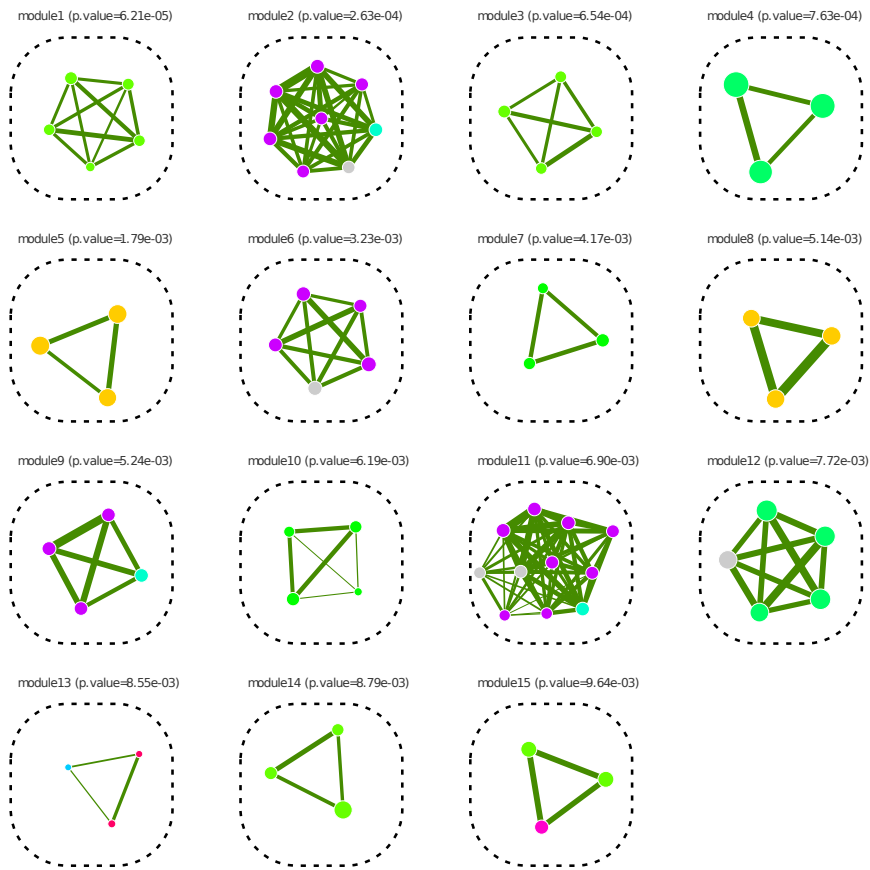 module1 (p.value=6.21e-05)
module2 (p.value=2.63e-04)
module3 (p.value=6.54e-04)
module4 (p.value=7.63e-04)
module5 (p.value=1.79e-03)
module6 (p.value=3.23e-03)
module7 (p.value=4.17e-03)
module8 (p.value=5.14e-03)
module9 (p.value=5.24e-03)
module10 (p.value=6.19e-03)
module11 (p.value=6.90e-03)
module12 (p.value=7.72e-03)
module13 (p.value=8.55e-03)
module14 (p.value=8.79e-03)
module15 (p.value=9.64e-03)